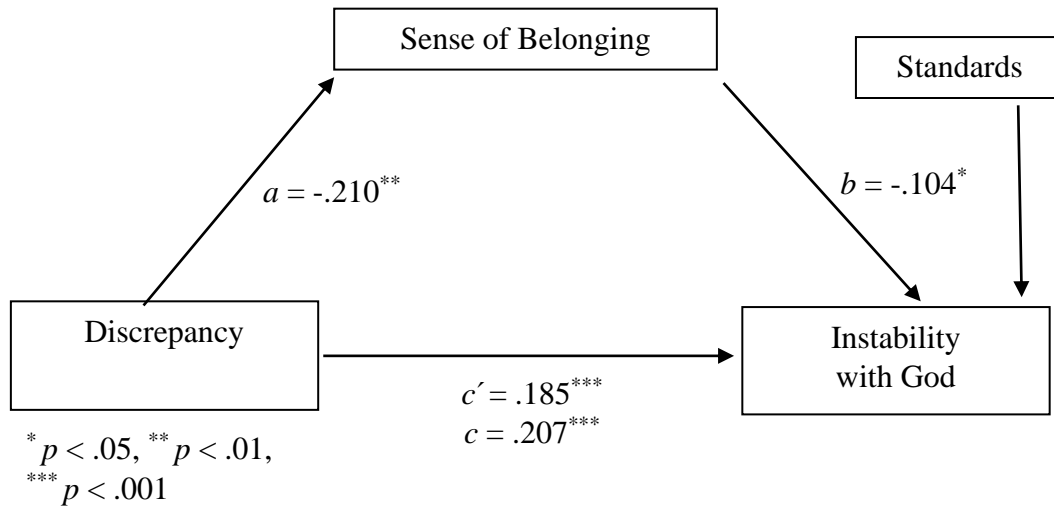 Sense of Belonging
Standards
a = -.210**
b = -.104*
Discrepancy
Instability
with God
c´ = .185***
c = .207***
* p < .05, ** p < .01,
*** p < .001